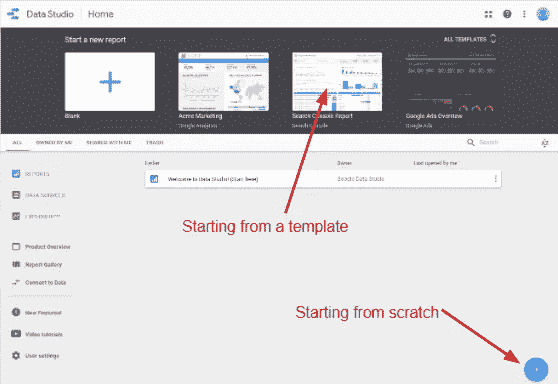 Data Studio
Home
Start a new report
ALL TEMPLATES
Blank
Acme Marketing
Google Analytics
Search Console Report
Search Console
Google Ads Overview
Google Ads
ALL
OWNED BY ME
SHARED WITH ME
TRASH
Search
REPORTS
DATA SOURCES
EXPLORER
Earlier
Owner
Last opened by me
Welcome to Data Studio! (Start here)
Google Data Studio
Starting from a template
Product Overview
Report Gallery
Connect to Data
Starting from scratch
New Features!
Video tutorials
User settings